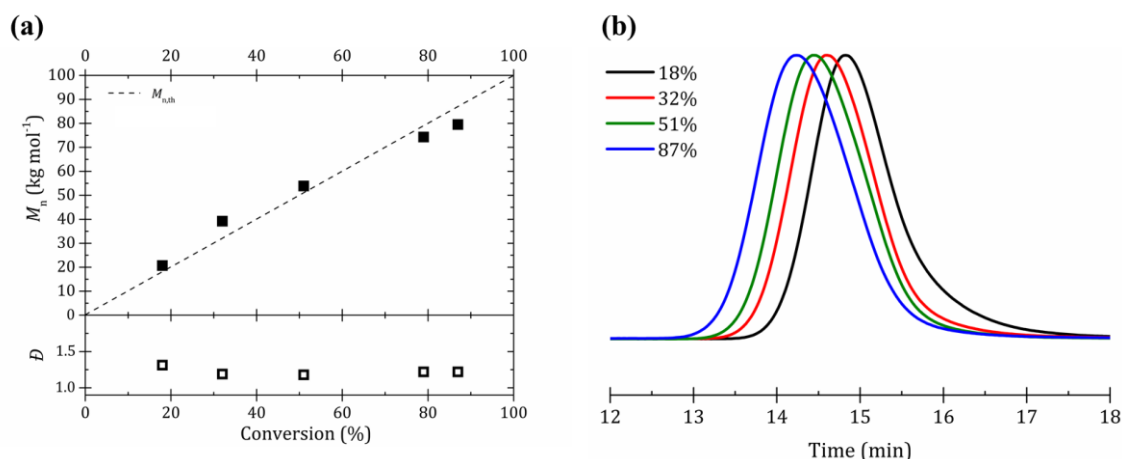 (a)
0 20 40 60 80 100
100
90
80
70
60
50
40
30
20
10
0
Mn (kg mol⁻¹)
Mn,th
1.5
1.0
Đ
0 20 40 60 80 100
Conversion (%)
(b)
18%
32%
51%
87%
12 13 14 15 16 17 18
Time (min)